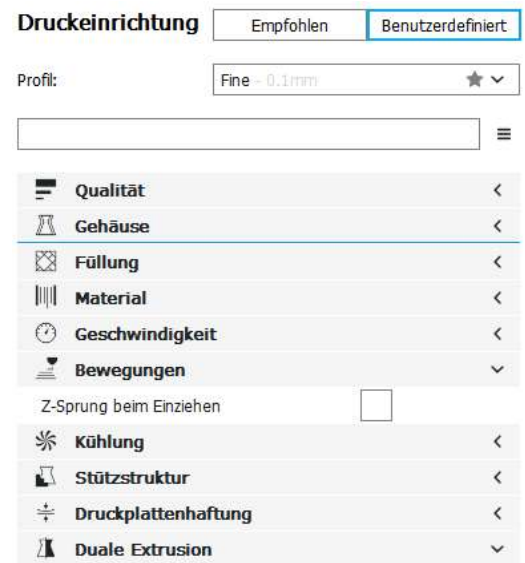 Druckeinrichtung Empfohlen Benutzerdefiniert
Profil: Fine - 0.1mm
Qualität
Gehäuse
Füllung
Material
Geschwindigkeit
Bewegungen
Z-Sprung beim Einziehen
Kühlung
Stützstruktur
Druckplattenhaftung
Duale Extrusion